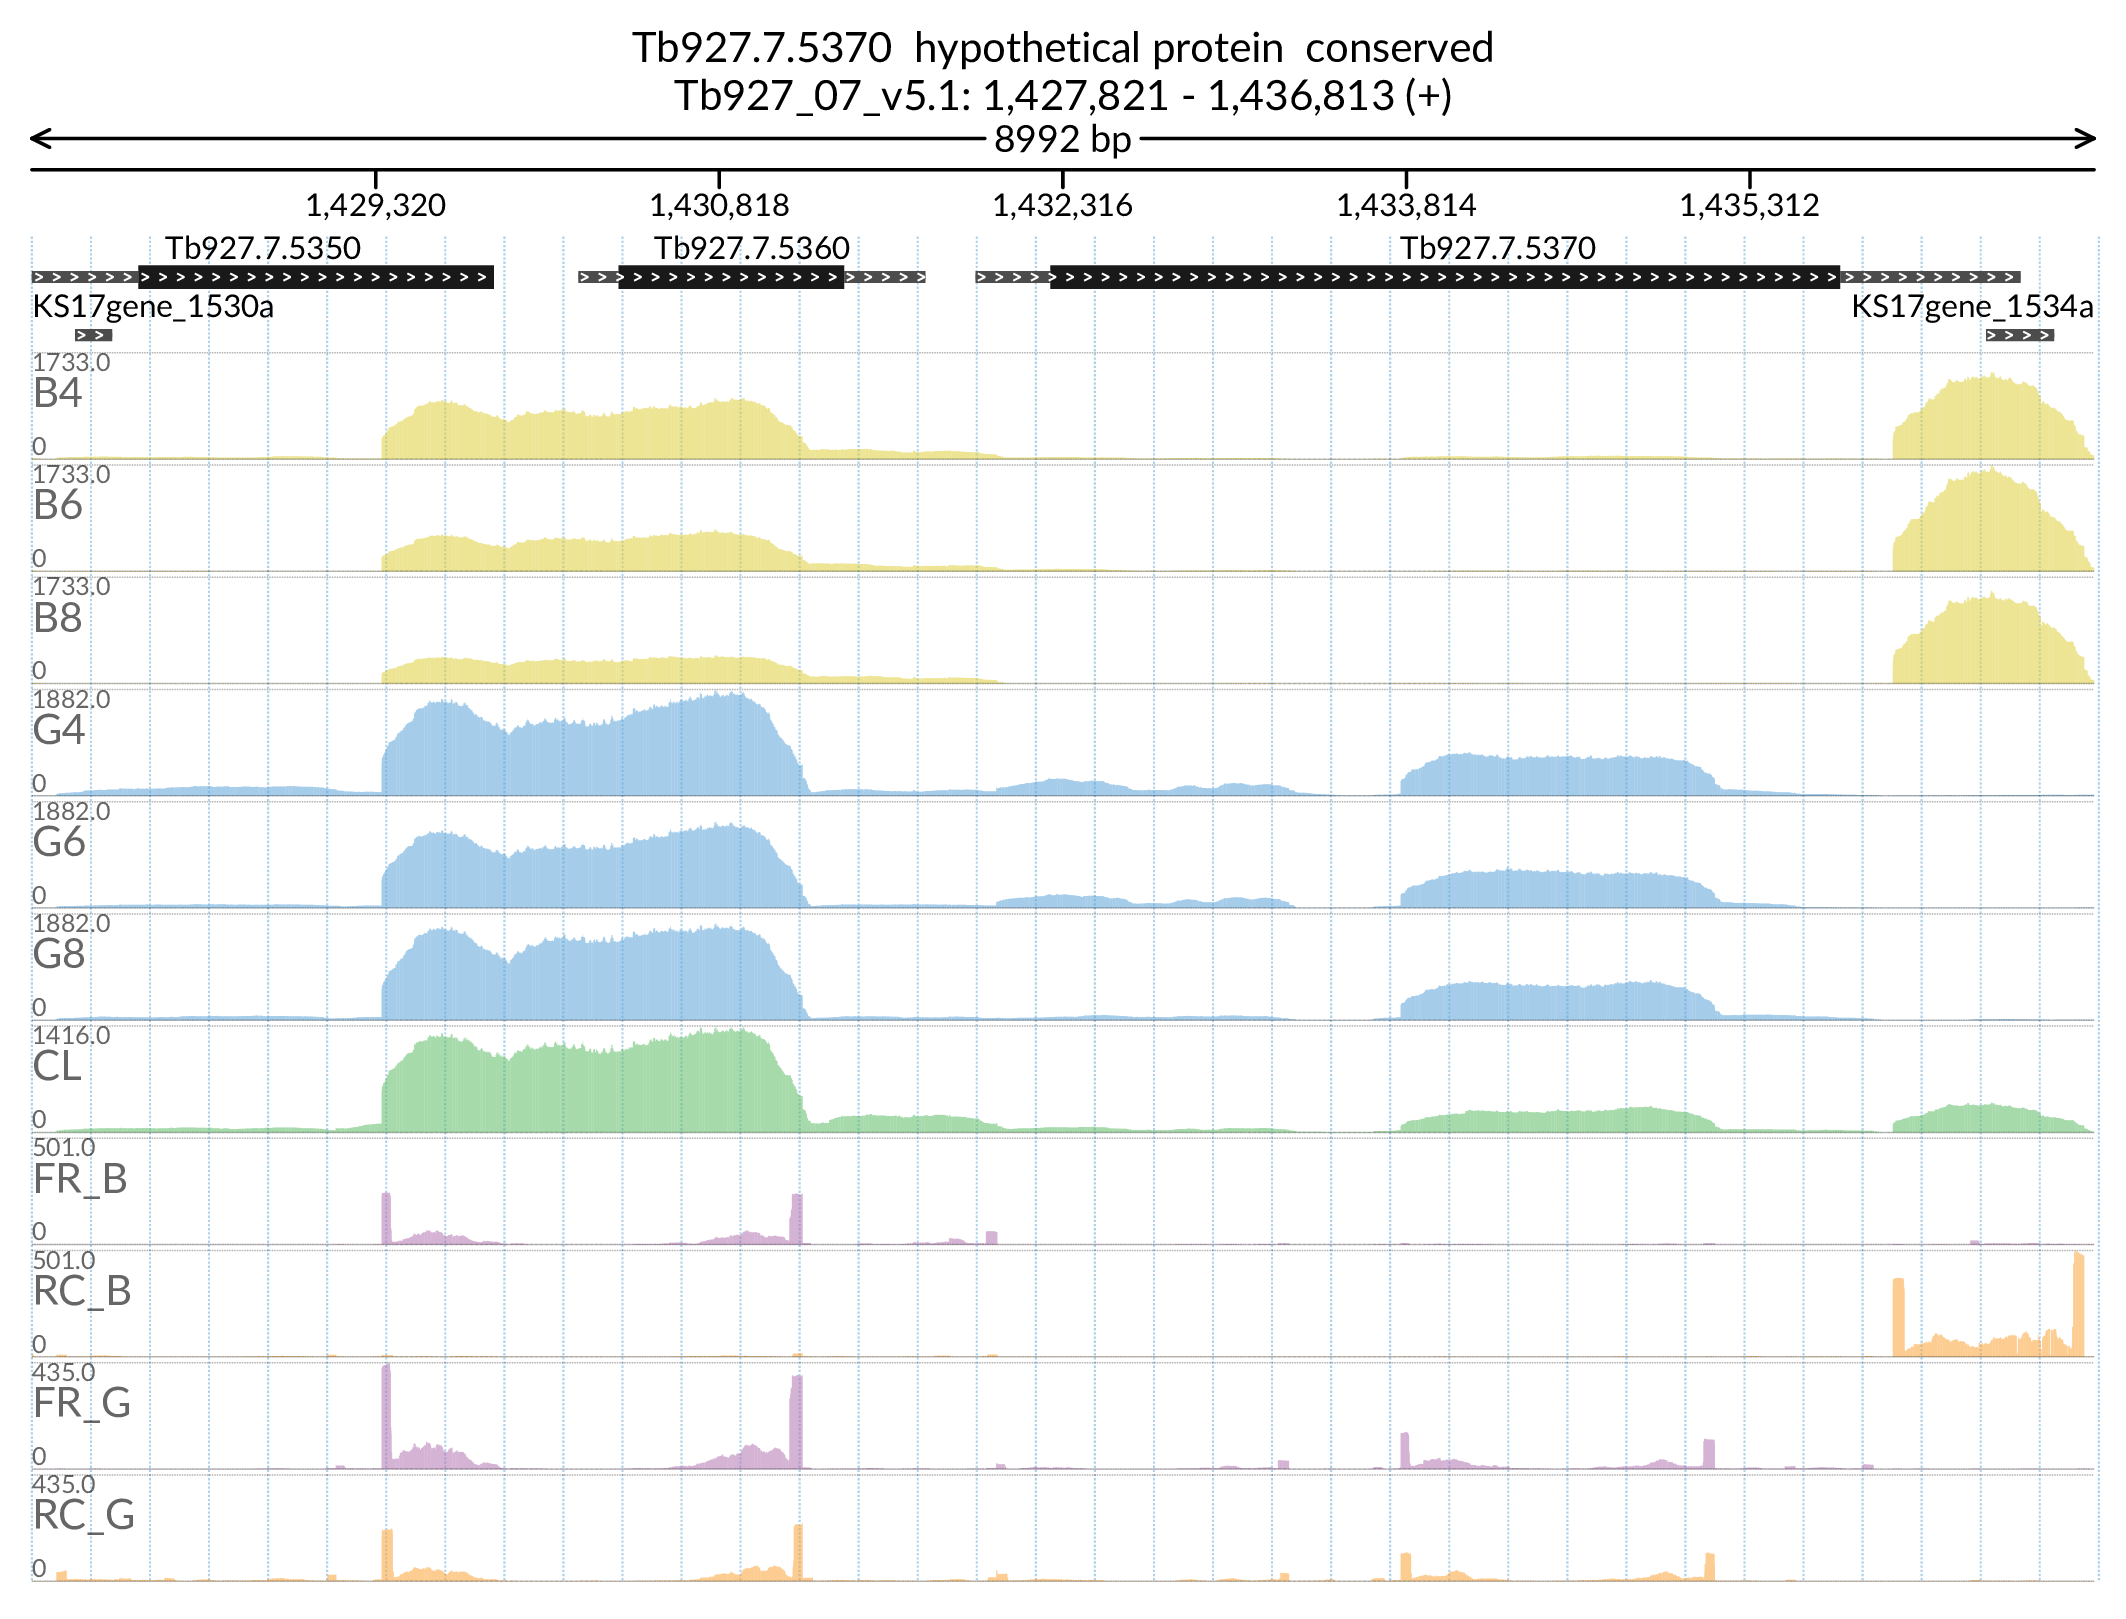 Tb927.7.5370 hypothetical protein conserved
Tb927_07_v5.1: 1,427,821 - 1,436,813 (+)
8992 bp
1,429,320 1,430,818 1,432,316 1,433,814 1,435,312
Tb927.7.5350 Tb927.7.5360 Tb927.7.5370
KS17gene_1530a KS17gene_1534a
1733.0
B4
0
1733.0
B6
0
1733.0
B8
0
1882.0
G4
0
1882.0
G6
0
1882.0
G8
0
1416.0
CL
0
501.0
FR_B
0
501.0
RC_B
0
435.0
FR_G
0
435.0
RC_G
0